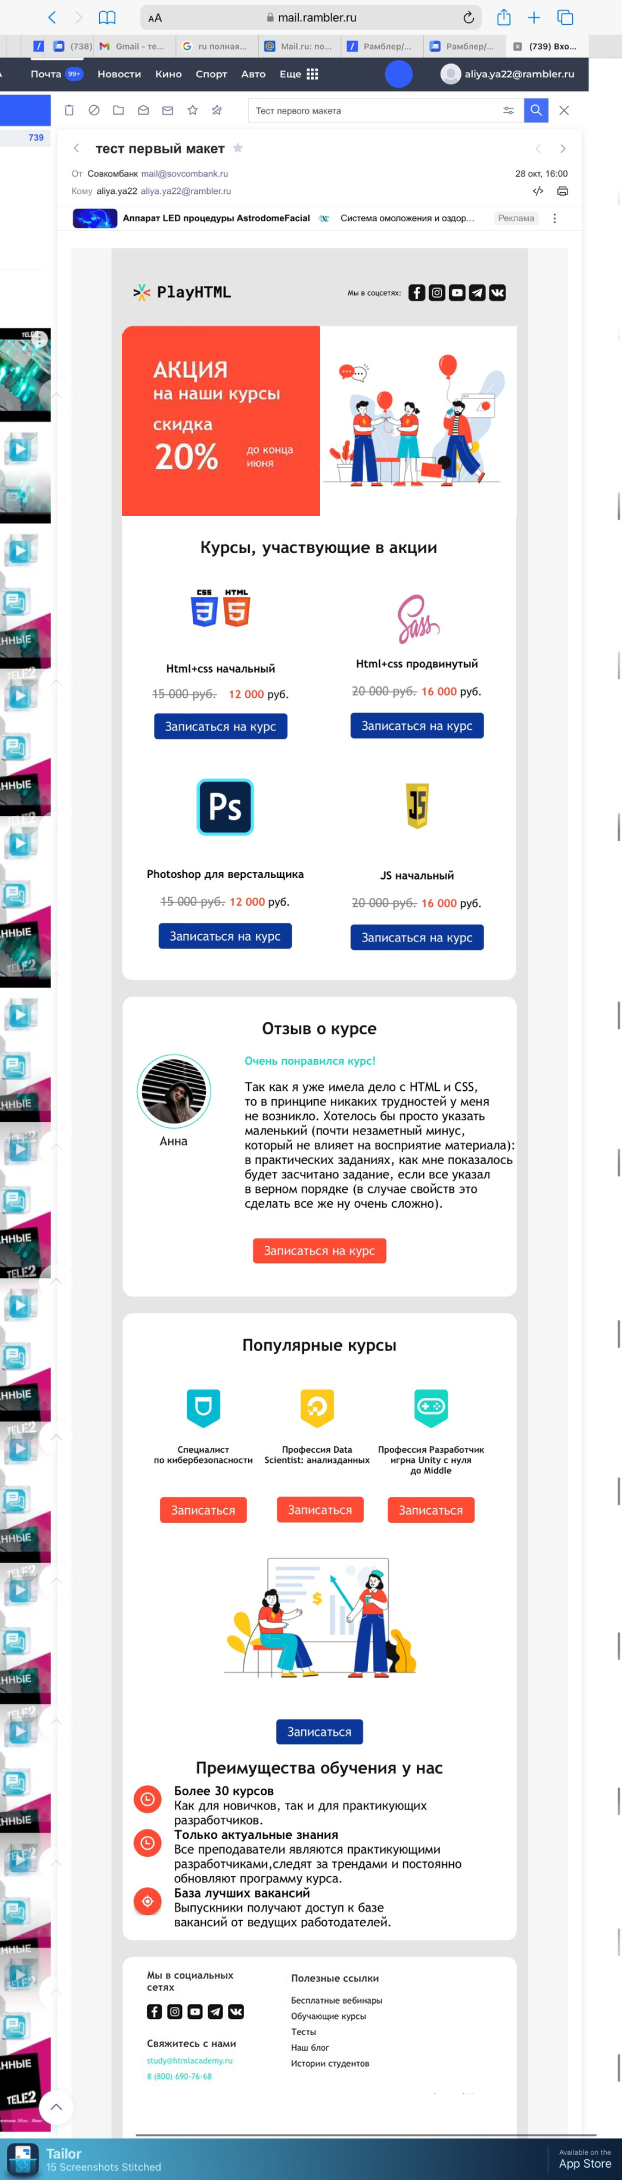 AA
mail.rambler.ru
(738)
Gmail - те...
ru полная...
Mail.ru: по...
Рамблер/...
Рамблер/...
(739) Вхо...
Почта 99+ Новости Кино Спорт Авто Еще
aliya.ya22@rambler.ru
Тест первого макета
739
тест первый макет
От Совкомбанк mail@sovcombank.ru
28 окт, 16:00
Кому aliya.ya22 aliya.ya22@rambler.ru
Аппарат LED процедуры AstrodomeFacial
Система омоложения и оздор...
Реклама
PlayHTML
Мы в соцсетях:
АКЦИЯ
на наши курсы
скидка
20%
до конца
июня
Курсы, участвующие в акции
CSS HTML
3 5
Sass
Html+css начальный
Html+css продвинутый
15 000 руб. 12 000 руб.
20 000 руб. 16 000 руб.
Записаться на курс
Записаться на курс
Ps
JS
Photoshop для верстальщика
JS начальный
15 000 руб. 12 000 руб.
20 000 руб. 16 000 руб.
Записаться на курс
Записаться на курс
Отзыв о курсе
Очень понравился курс!
Так как я уже имела дело с HTML и CSS,
то в принципе никаких трудностей у меня
не возникло. Хотелось бы просто указать
маленький (почти незаметный минус,
который не влияет на восприятие материала):
в практических заданиях, как мне показалось
будет засчитано задание, если все указал
в верном порядке (в случае свойств это
сделать все же ну очень сложно).
Анна
Записаться на курс
Популярные курсы
Специалист
по кибербезопасности
Профессия Data
Scientist: анализданных
Профессия Разработчик
игрна Unity с нуля
до Middle
Записаться
Записаться
Записаться
$
Записаться
Преимущества обучения у нас
Более 30 курсов
Как для новичков, так и для практикующих
разработчиков.
Только актуальные знания
Все преподаватели являются практикующими
разработчиками,следят за трендами и постоянно
обновляют программу курса.
База лучших вакансий
Выпускники получают доступ к базе
вакансий от ведущих работодателей.
Мы в социальных
сетях
Свяжитесь с нами
study@htmlacademy.ru
8 (800) 690-76-68
Полезные ссылки
Бесплатные вебинары
Обучающие курсы
Тесты
Наш блог
Истории студентов
TELE2
Tailor
15 Screenshots Stitched
Available on the
App Store